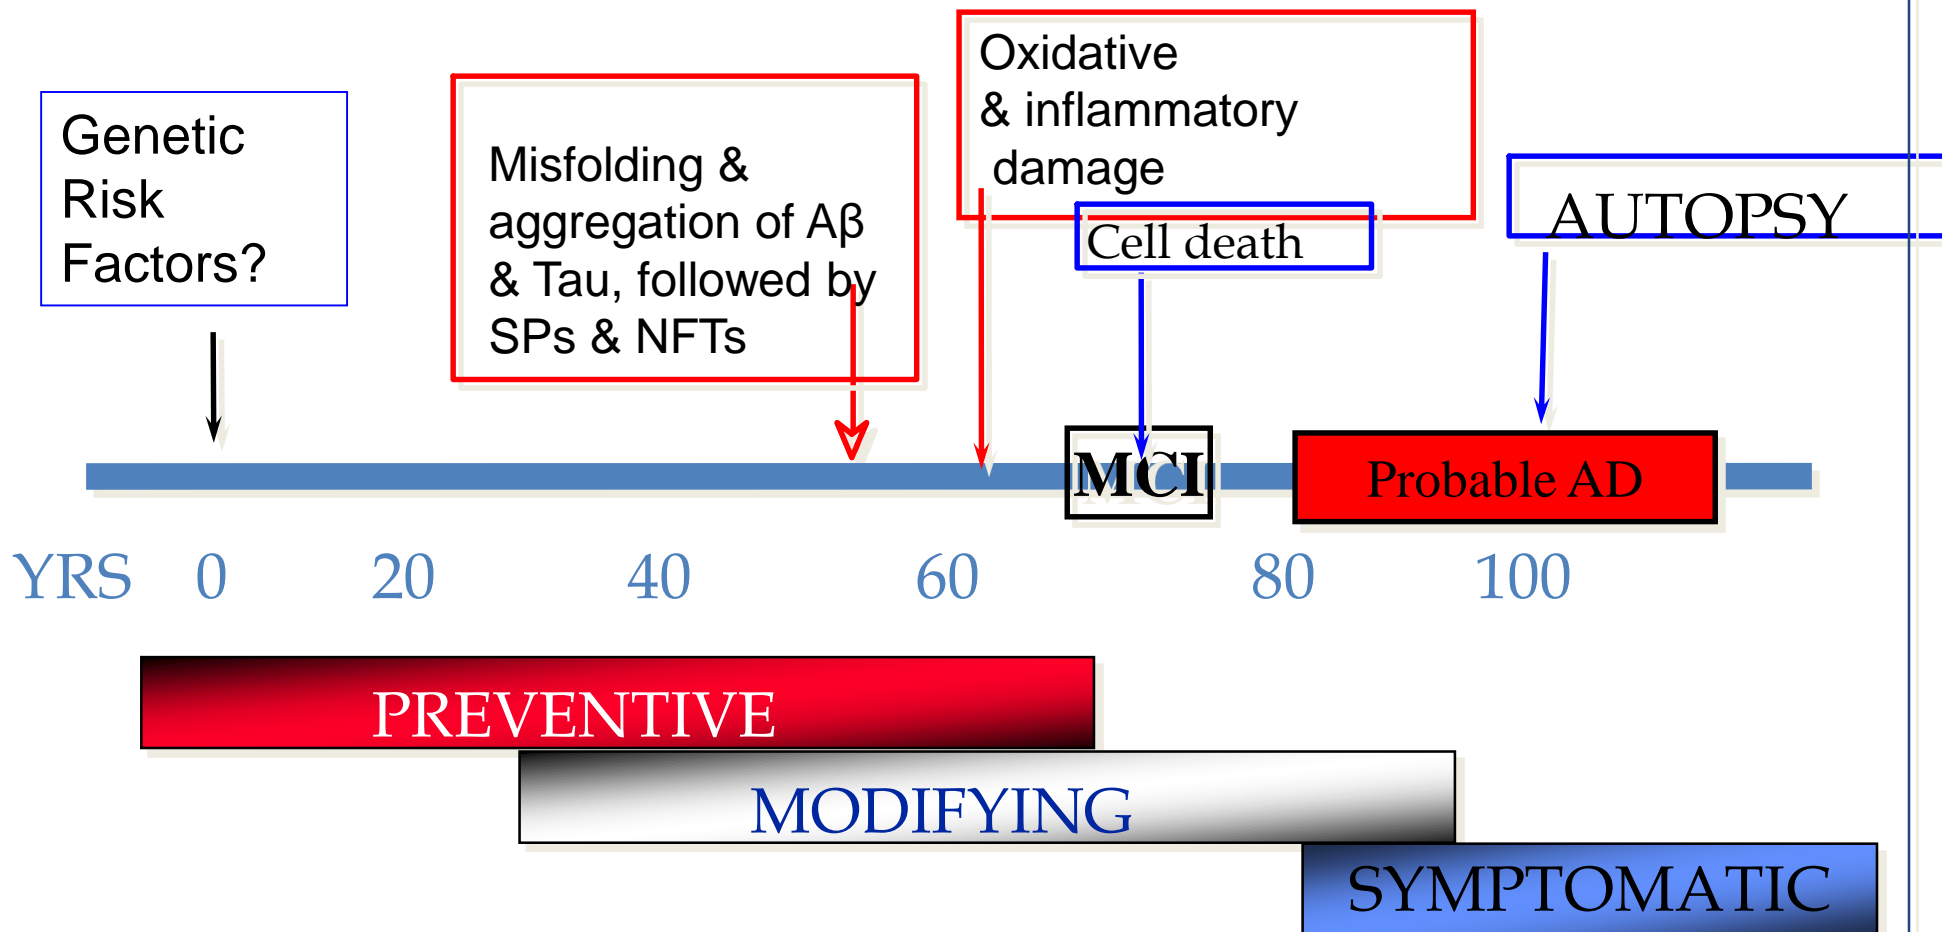 Genetic
Risk
Factors?
Misfolding &
aggregation of Aβ
& Tau, followed by
SPs & NFTs
Oxidative
& inflammatory
damage
Cell death
AUTOPSY
MCI
Probable AD
YRS 0 20 40 60 80 100
PREVENTIVE
MODIFYING
SYMPTOMATIC